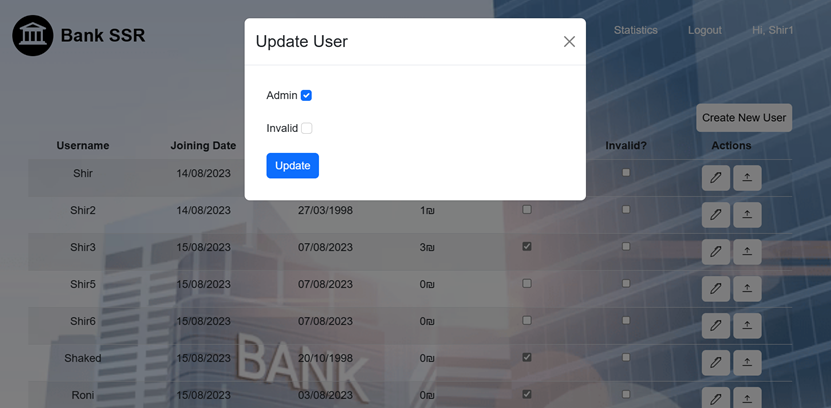 Bank SSR
Statistics Logout Hi, Shir1
Update User
Admin
Invalid
Update
Create New User
Username Joining Date Invalid? Actions
Shir 14/08/2023
Shir2 14/08/2023 27/03/1998 1₪
Shir3 15/08/2023 07/08/2023 3₪
Shir5 15/08/2023 07/08/2023 0₪
Shir6 15/08/2023 07/08/2023 0₪
Shaked 15/08/2023 20/10/1998 0₪
Roni 15/08/2023 03/08/2023 0₪
BANK